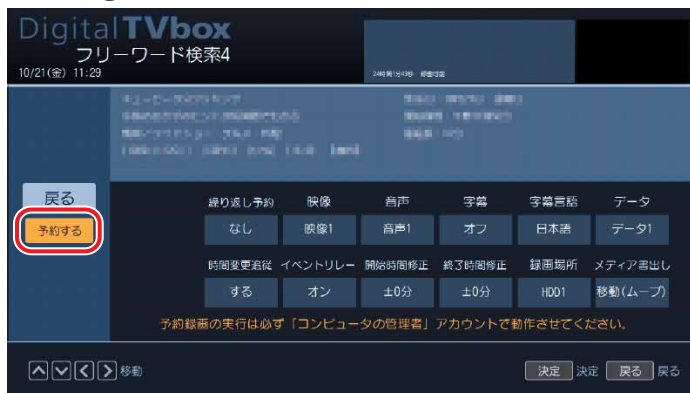 Digital TVbox
フリーワード検索4
10/21(金) 11:29
戻る
予約する
繰り返し予約 映像 音声 字幕 字幕言語 データ
なし 映像1 音声1 オフ 日本語 データ1
時間変更追従 イベントリレー 開始時間修正 終了時間修正 録画場所 メディア書出し
する オン ±0分 ±0分 HDD1 移動(ムーブ)
予約録画の実行は必ず「コンピュータの管理者」アカウントで動作させてください。
移動 決定 決定 戻る 戻る